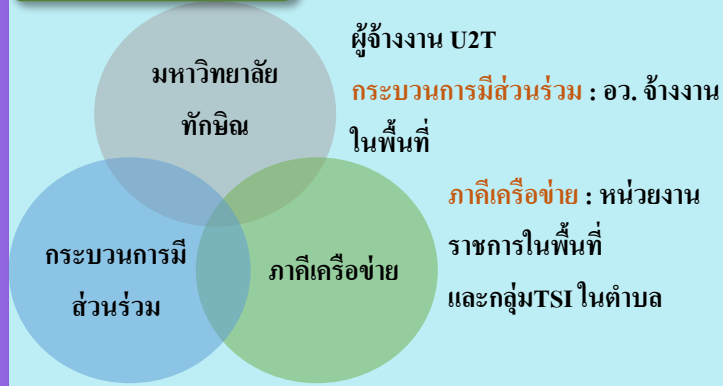 มหาวิทยาลัย
ทักษิณ
กระบวนการมี
ส่วนร่วม
ภาคีเครือข่าย
ผู้จ้างงาน U2T
กระบวนการมีส่วนร่วม : อว. จ้างงาน
ในพื้นที่
ภาคีเครือข่าย : หน่วยงาน
ราชการในพื้นที่
และกลุ่มTSI ในตำบล